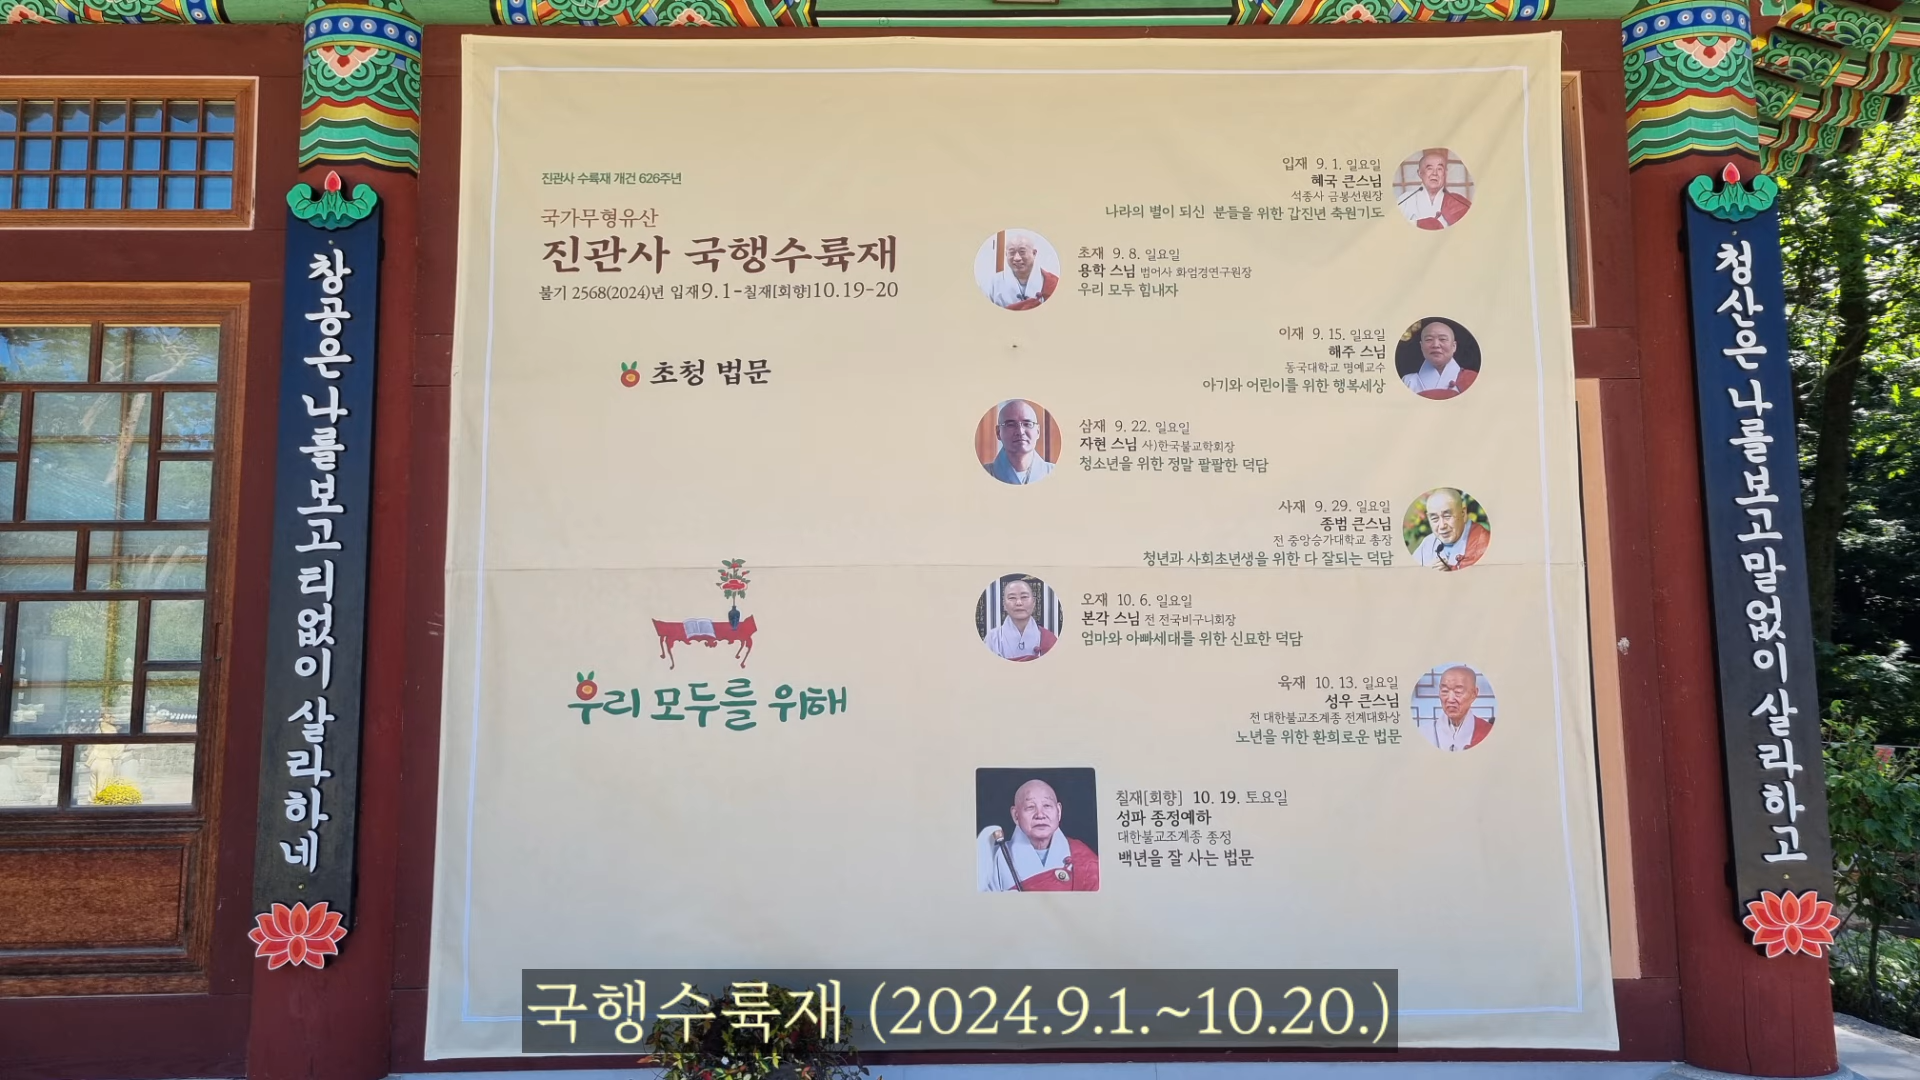 창공은 나를보고 티없이 살라하네
진관사 수륙재 개건 626주년
국가무형유산
진관사 국행수륙재
불기 2568(2024)년 입재9.1-칠재[회향]10.19-20
초청 법문
우리 모두를 위해
입재 9. 1. 일요일
혜국 큰스님
석종사 금봉선원장
나라의 별이 되신 분들을 위한 갑진년 축원기도
초재 9. 8. 일요일
용학 스님 범어사 화엄경연구원장
우리 모두 힘내자
이재 9. 15. 일요일
해주 스님
동국대학교 명예교수
아기와 어린이를 위한 행복세상
삼재 9. 22. 일요일
자현 스님 사)한국불교학회장
청소년을 위한 정말 팔팔한 덕담
사재 9. 29. 일요일
종범 큰스님
전 중앙승가대학교 총장
청년과 사회초년생을 위한 다 잘되는 덕담
오재 10. 6. 일요일
본각 스님 전 전국비구니회장
엄마와 아빠세대를 위한 신묘한 덕담
육재 10. 13. 일요일
성우 큰스님
전 대한불교조계종 전계대화상
노년을 위한 환희로운 법문
칠재[회향] 10. 19. 토요일
성파 종정예하
대한불교조계종 종정
백년을 잘 사는 법문
청산은 나를보고 말없이 살라하고
국행수륙재 (2024.9.1.~10.20.)